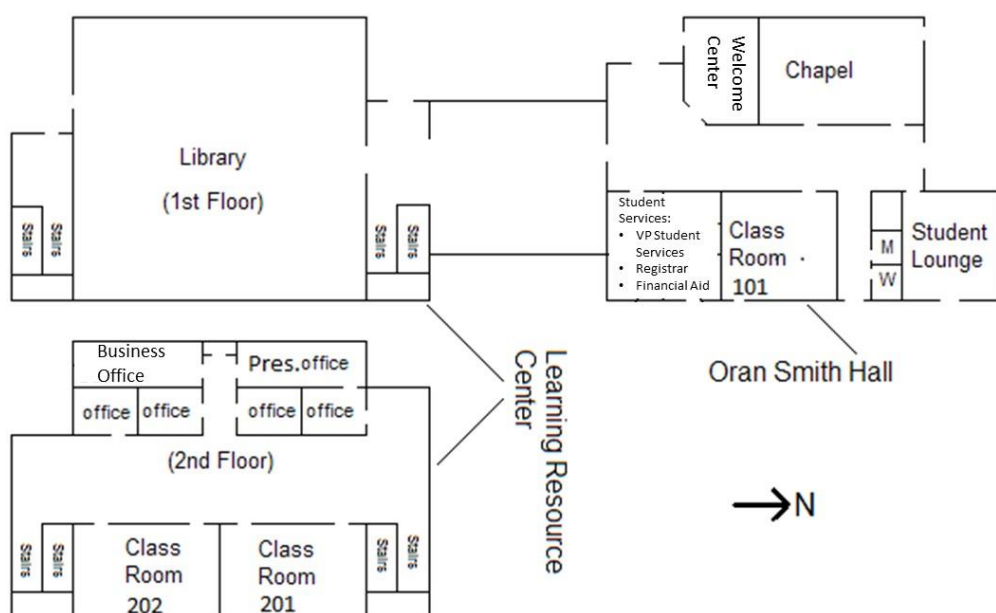 Library
(1st Floor)
Stairs
Stairs
Stairs
Stairs
Welcome
Center
Chapel
Student
Services:
• VP Student
Services
• Registrar
• Financial Aid
Class
Room
101
M
W
Student
Lounge
Oran Smith Hall
Learning Resource
Center
Business
Office
Pres.office
office
office
office
office
(2nd Floor)
Stairs
Stairs
Class
Room
202
Class
Room
201
Stairs
Stairs
N